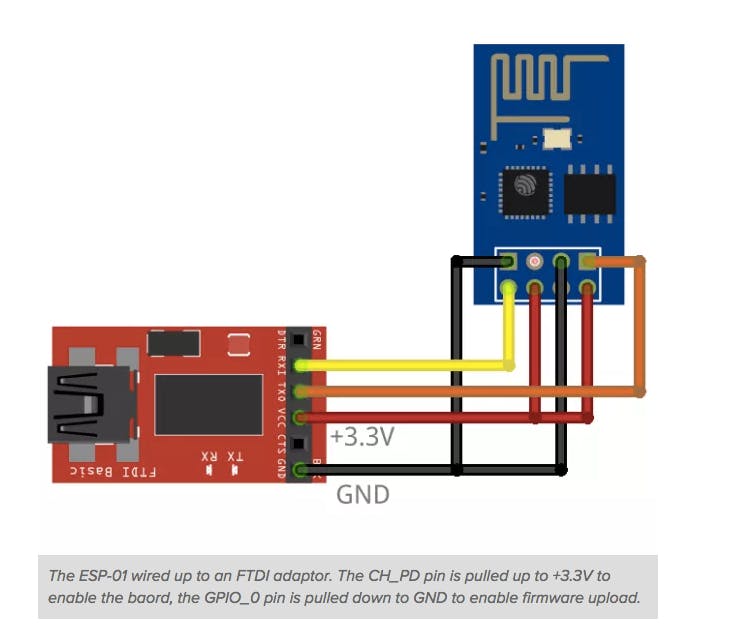 GRN
DTR
RXI
TXO
VCC
CTS
GND
TX
RX
FTDI Basic
+3.3V
GND
The ESP-01 wired up to an FTDI adaptor. The CH_PD pin is pulled up to +3.3V to
enable the baord, the GPIO_0 pin is pulled down to GND to enable firmware upload.